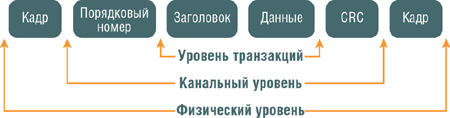 Кадр
Порядковый
номер
Заголовок
Данные
CRC
Кадр
Уровень транзакций
Канальный уровень
Физический уровень